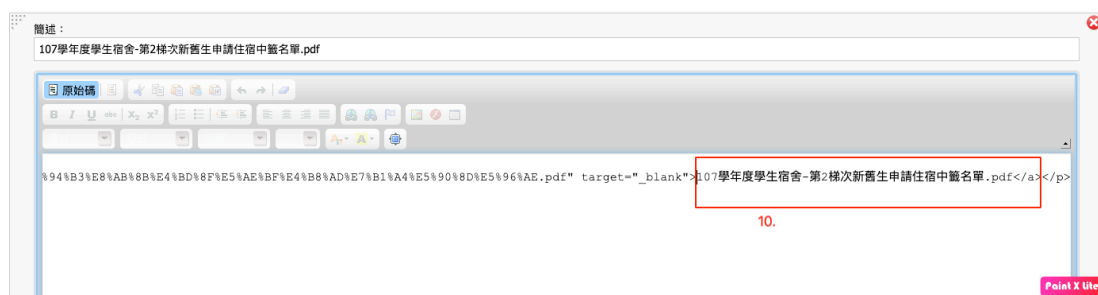 簡述：
107學年度學生宿舍-第2梯次新舊生申請住宿中籤名單.pdf
原始碼
B I U abc X₂ X²
A A
%94%B3%E8%AB%8B%E4%BD%8F%E5%AE%BF%E4%B8%AD%E7%B1%A4%E5%90%8D%E5%96%AE.pdf" target="_blank">107學年度學生宿舍-第2梯次新舊生申請住宿中籤名單.pdf</a></p>
10.
Paint X Lite